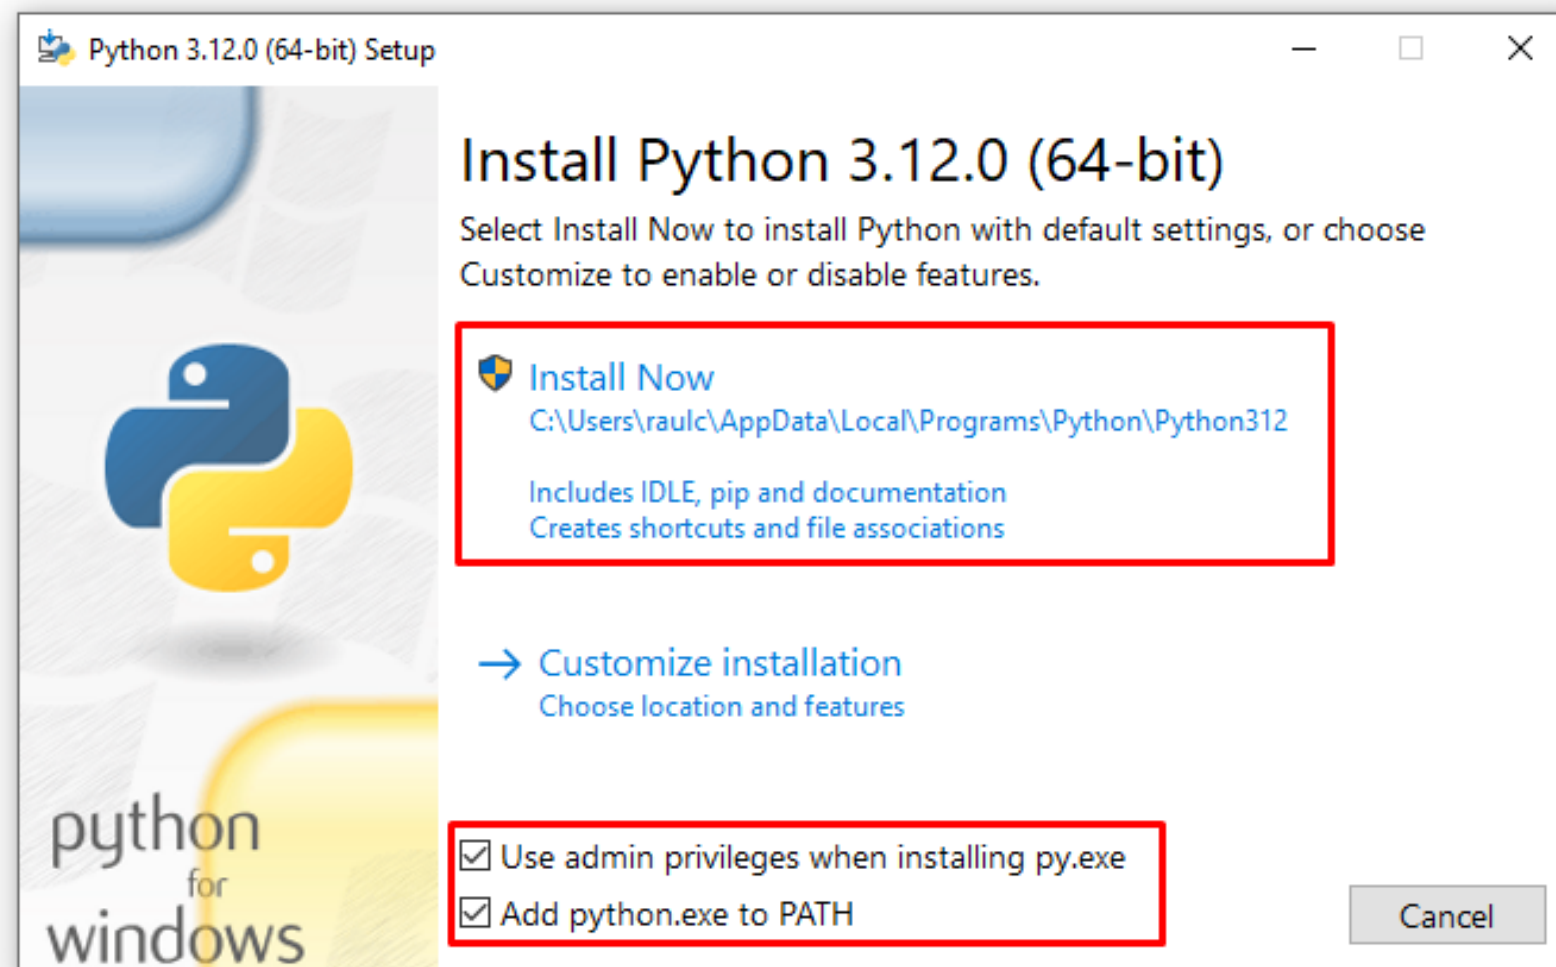 Python 3.12.0 (64-bit) Setup
Install Python 3.12.0 (64-bit)
Select Install Now to install Python with default settings, or choose
Customize to enable or disable features.
Install Now
C:\Users\raulc\AppData\Local\Programs\Python\Python312
Includes IDLE, pip and documentation
Creates shortcuts and file associations
Customize installation
Choose location and features
Use admin privileges when installing py.exe
Add python.exe to PATH
Cancel
python
for
windows